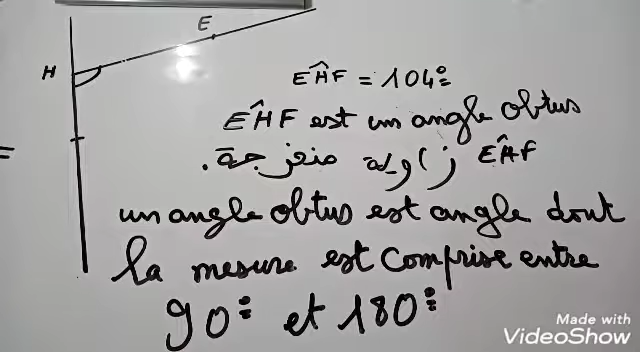 E
H
EĤF = 104°
EĤF est un angle obtus
EĤF زاوية منفرجة.
=
un angle obtus est angle dont
la mesure est comprise entre
90° et 180°
Made with
VideoShow